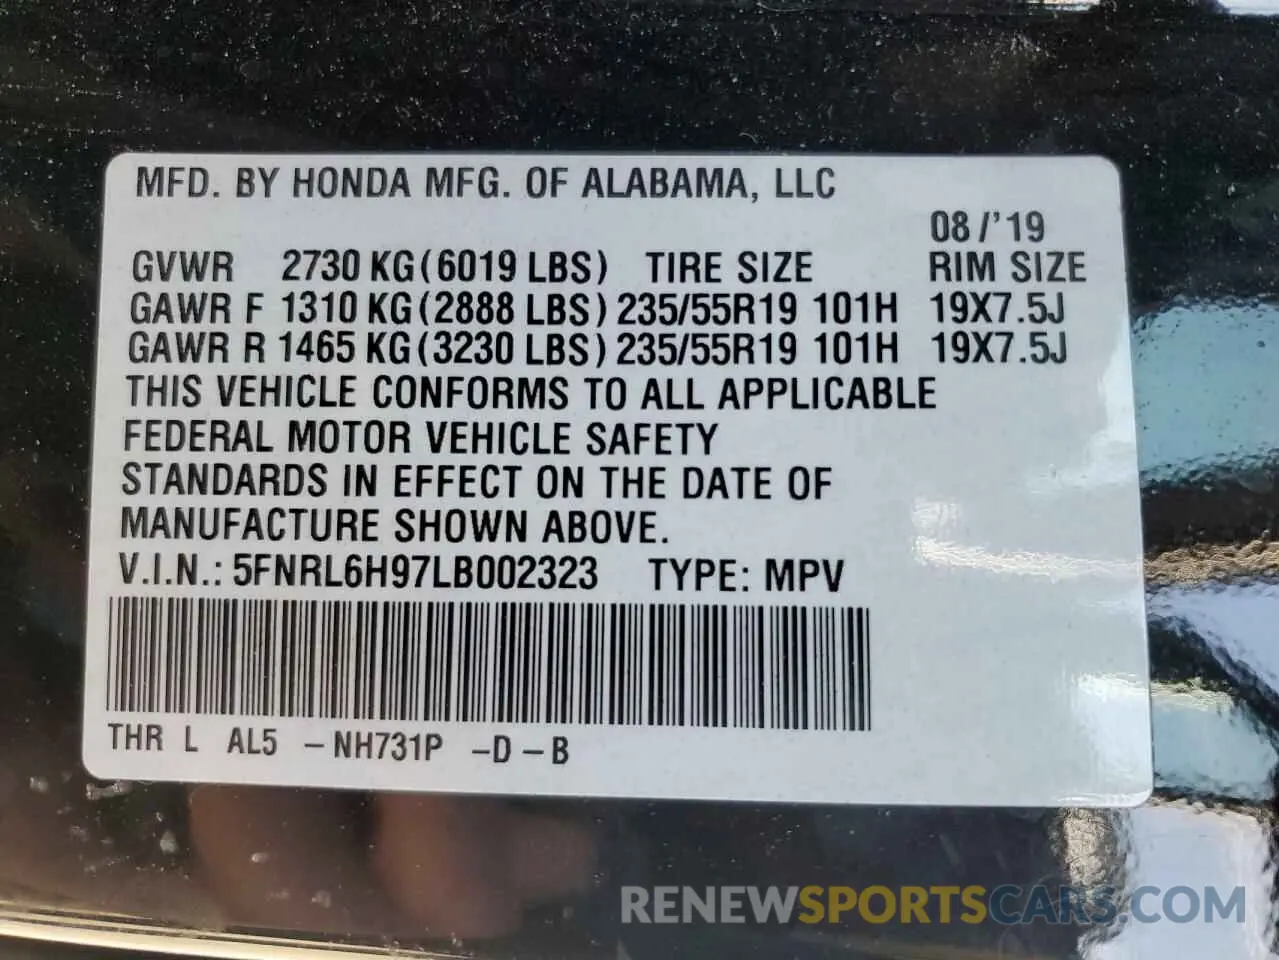 MFD. BY HONDA MFG. OF ALABAMA, LLC
08/'19
GVWR 2730 KG(6019 LBS) TIRE SIZE RIM SIZE
GAWR F 1310 KG(2888 LBS) 235/55R19 101H 19X7.5J
GAWR R 1465 KG(3230 LBS) 235/55R19 101H 19X7.5J
THIS VEHICLE CONFORMS TO ALL APPLICABLE
FEDERAL MOTOR VEHICLE SAFETY
STANDARDS IN EFFECT ON THE DATE OF
MANUFACTURE SHOWN ABOVE.
V.I.N.: 5FNRL6H97LB002323 TYPE: MPV
THR L AL5 -NH731P -D-B
RENEWSPORTSCARS.COM